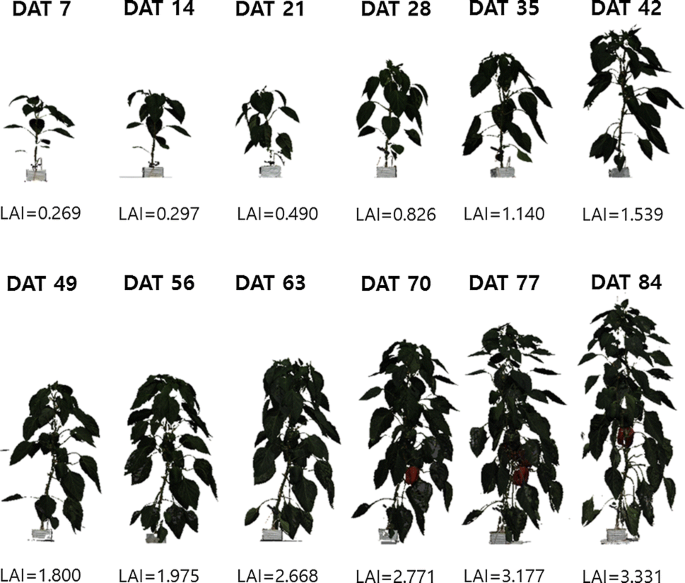 DAT 7 DAT 14 DAT 21 DAT 28 DAT 35 DAT 42
LAI=0.269 LAI=0.297 LAI=0.490 LAI=0.826 LAI=1.140 LAI=1.539
DAT 49 DAT 56 DAT 63 DAT 70 DAT 77 DAT 84
LAI=1.800 LAI=1.975 LAI=2.668 LAI=2.771 LAI=3.177 LAI=3.331